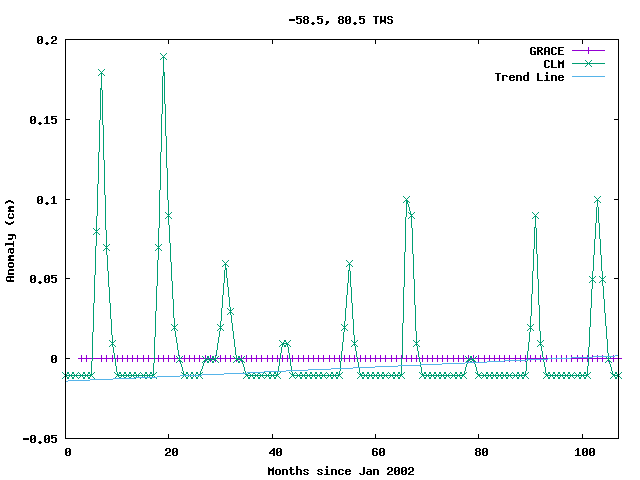 -58.5, 80.5 TWS
GRACE
CLM
Trend Line
0.2
0.15
0.1
0.05
0
-0.05
Anomaly (cm)
0 20 40 60 80 100
Months since Jan 2002